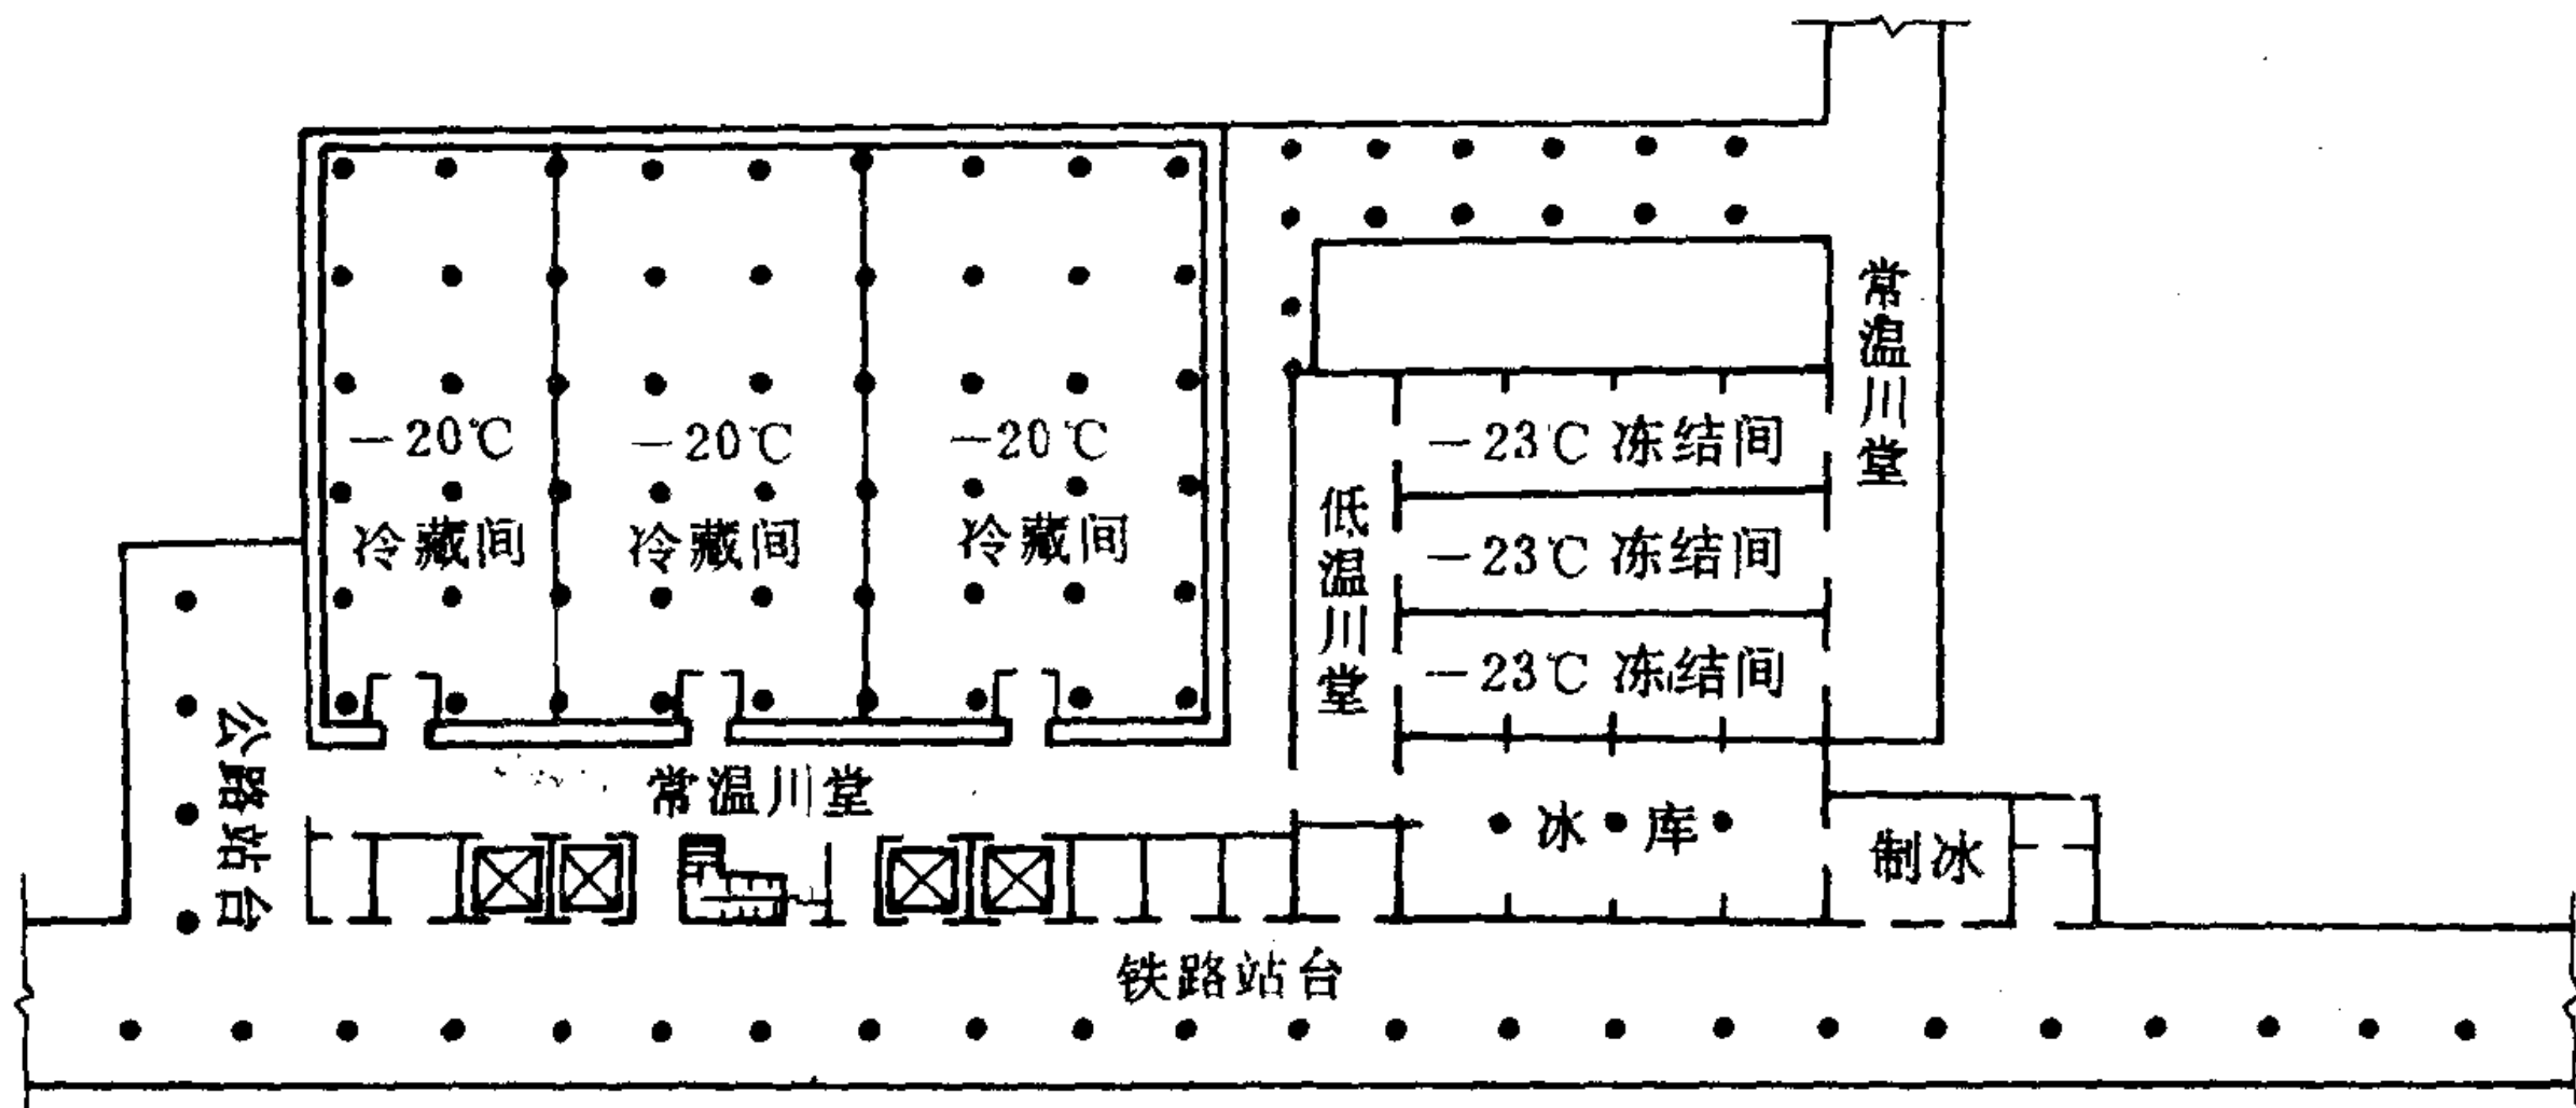 常温川堂
-20℃
-20℃
-20℃
-23℃ 冻结间
冷藏间
冷藏间
冷藏间
低温川堂
-23℃ 冻结间
-23℃ 冻结间
公路站台
常温川堂
冰库
制冰
铁路站台